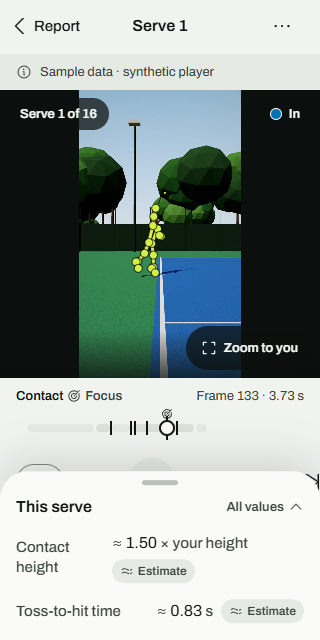 Report
Serve 1
...
Sample data · synthetic player
Serve 1 of 16
In
Zoom to you
Contact Focus
Frame 133 · 3.73 s
This serve
All values
Contact height
≈ 1.50 × your height
Estimate
Toss-to-hit time
≈ 0.83 s
Estimate